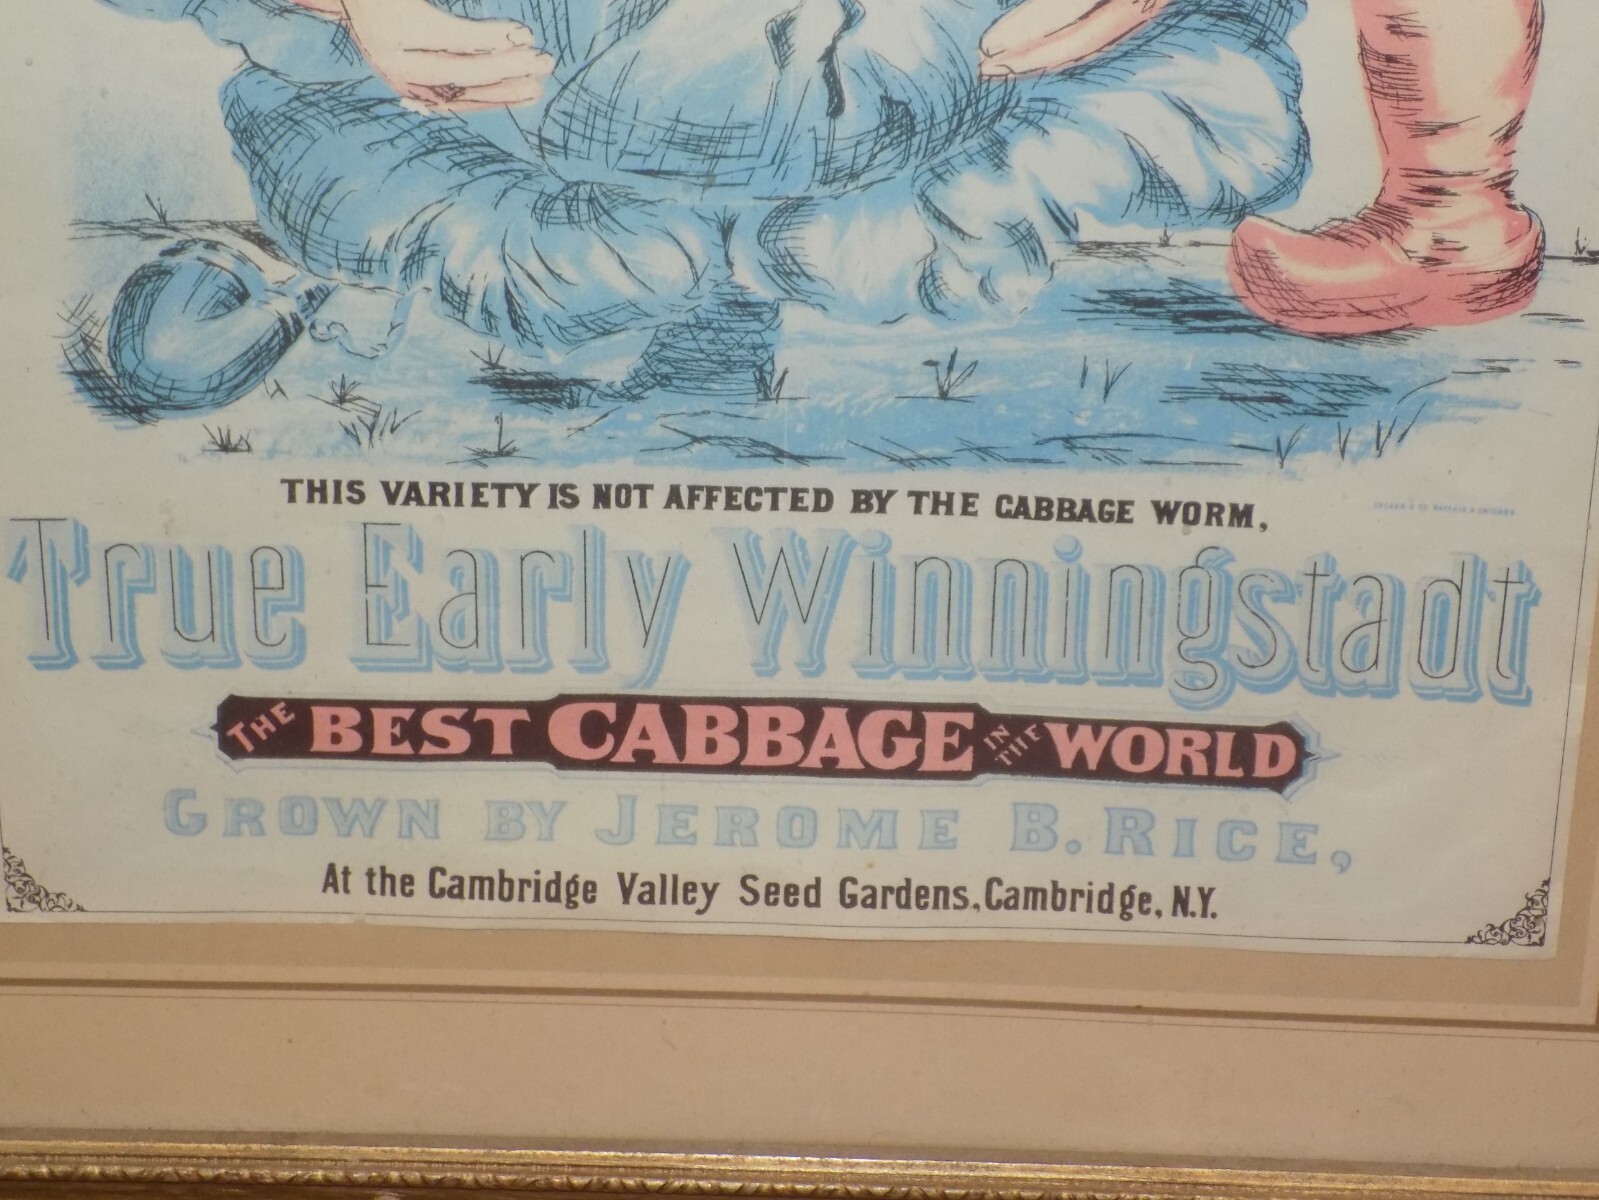 THIS VARIETY IS NOT AFFECTED BY THE CABBAGE WORM,
True Early Winningstadt
THE BEST CABBAGE IN THE WORLD
GROWN BY JEROME B. RICE,
At the Cambridge Valley Seed Gardens, Cambridge, N.Y.